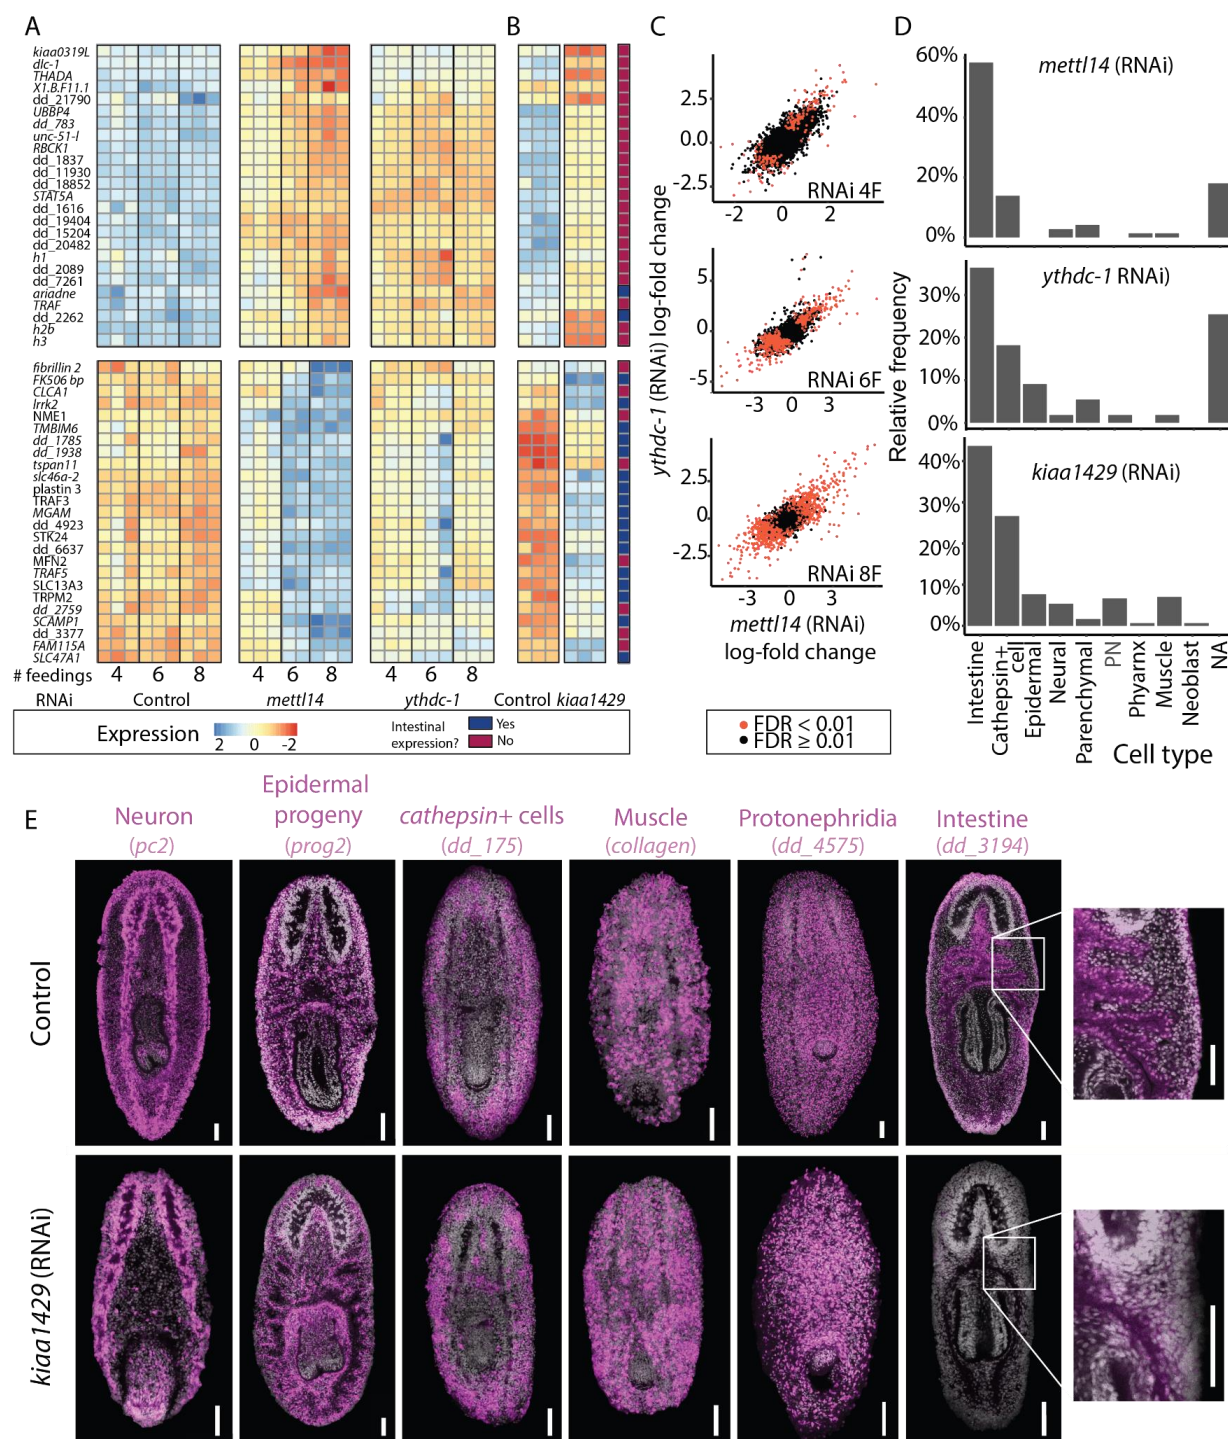 A
B
C
D
kiaa0319L
dlc-1
THADA
X1.B.F11.1
dd_21790
UBBP4
dd_783
unc-51-l
RBCK1
dd_1837
dd_11930
dd_18852
STAT5A
dd_1616
dd_19404
dd_15204
dd_20482
h1
dd_2089
dd_7261
ariadne
TRAF
dd_2262
h2b
h3
fibrillin 2
FK506 bp
CLCA1
lrrk2
NME1
TMBIM6
dd_1785
dd_1938
tspan11
slc46a-2
plastin 3
TRAF3
MGAM
dd_4923
STK24
dd_6637
MFN2
TRAF5
SLC13A3
TRPM2
dd_2759
SCAMP1
dd_3377
FAM115A
SLC47A1
# feedings 4 6 8 4 6 8 4 6 8
RNAi Control mettl14 ythdc-1 Control kiaa1429
Expression 2 0 -2
Intestinal expression? Yes
No
ythdc-1 (RNAi) log-fold change
2.5
0.0
-2.5
RNAi 4F
-2 0 2
5
0
-5
RNAi 6F
-3 0 3
2.5
0
-2.5
RNAi 8F
-3 0 3
mettl14 (RNAi)
log-fold change
FDR < 0.01
FDR ≥ 0.01
Relative frequency
60%
40%
20%
0%
mettl14 (RNAi)
30%
20%
10%
0%
ythdc-1 RNAi)
40%
30%
20%
10%
0%
kiaa1429 (RNAi)
Intestine
Cathepsin+
cell
Epidermal
Neural
Parenchymal
PN
Phyarnx
Muscle
Neoblast
NA
Cell type
E
Neuron
(pc2)
Epidermal
progeny
(prog2)
cathepsin+ cells
(dd_175)
Muscle
(collagen)
Protonephridia
(dd_4575)
Intestine
(dd_3194)
Control
kiaa1429 (RNAi)